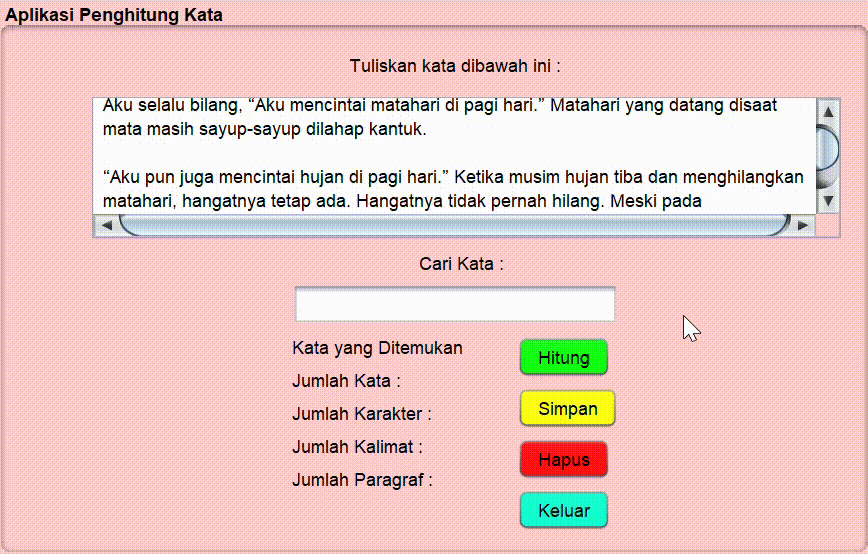 Aplikasi Penghitung Kata
Tuliskan kata dibawah ini :
Aku selalu bilang, “Aku mencintai matahari di pagi hari.” Matahari yang datang disaat
mata masih sayup-sayup dilahap kantuk.
“Aku pun juga mencintai hujan di pagi hari.” Ketika musim hujan tiba dan menghilangkan
matahari, hangatnya tetap ada. Hangatnya tidak pernah hilang. Meski pada
Cari Kata :
Kata yang Ditemukan
Jumlah Kata :
Jumlah Karakter :
Jumlah Kalimat :
Jumlah Paragraf :
Hitung
Simpan
Hapus
Keluar